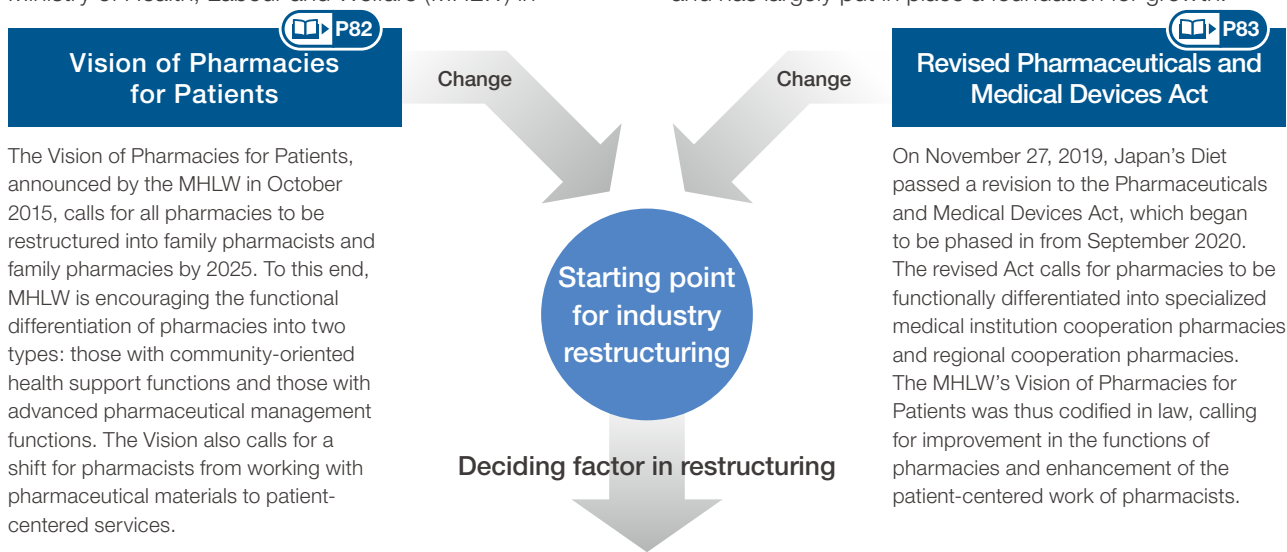 Ministry of Health, Labour and Welfare (MHLW) in
and has largely put in place a foundation for growth.
P82
Vision of Pharmacies
for Patients
The Vision of Pharmacies for Patients,
announced by the MHLW in October
2015, calls for all pharmacies to be
restructured into family pharmacists and
family pharmacies by 2025. To this end,
MHLW is encouraging the functional
differentiation of pharmacies into two
types: those with community-oriented
health support functions and those with
advanced pharmaceutical management
functions. The Vision also calls for a
shift for pharmacists from working with
pharmaceutical materials to patient-
centered services.
Change
Change
Starting point
for industry
restructuring
Deciding factor in restructuring
P83
Revised Pharmaceuticals and
Medical Devices Act
On November 27, 2019, Japan's Diet
passed a revision to the Pharmaceuticals
and Medical Devices Act, which began
to be phased in from September 2020.
The revised Act calls for pharmacies to be
functionally differentiated into specialized
medical institution cooperation pharmacies
and regional cooperation pharmacies.
The MHLW's Vision of Pharmacies for
Patients was thus codified in law, calling
for improvement in the functions of
pharmacies and enhancement of the
patient-centered work of pharmacists.